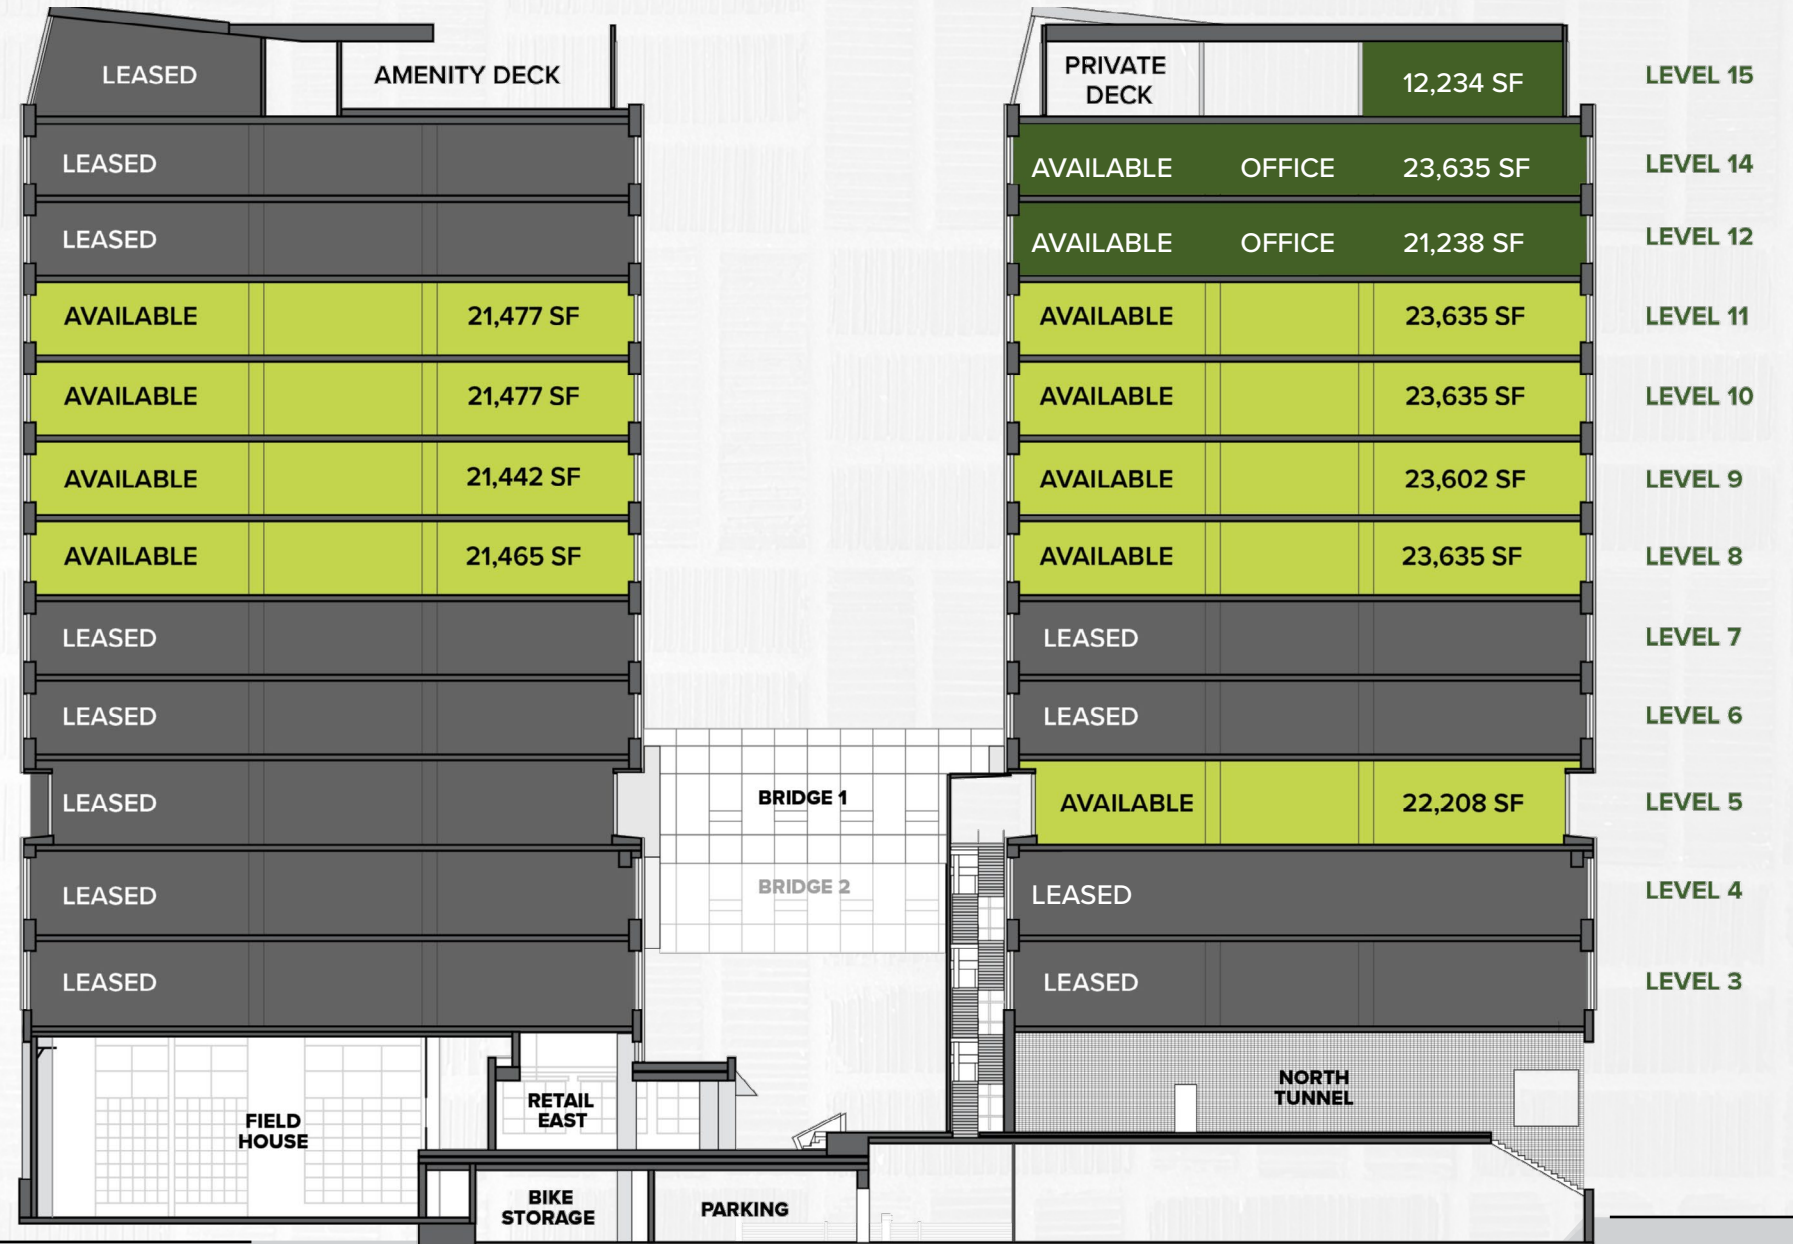 LEASED AMENITY DECK PRIVATE DECK 12,234 SF LEVEL 15
LEASED AVAILABLE OFFICE 23,635 SF LEVEL 14
LEASED AVAILABLE OFFICE 21,238 SF LEVEL 12
AVAILABLE 21,477 SF AVAILABLE 23,635 SF LEVEL 11
AVAILABLE 21,477 SF AVAILABLE 23,635 SF LEVEL 10
AVAILABLE 21,442 SF AVAILABLE 23,602 SF LEVEL 9
AVAILABLE 21,465 SF AVAILABLE 23,635 SF LEVEL 8
LEASED LEASED LEVEL 7
LEASED LEASED LEVEL 6
LEASED BRIDGE 1 AVAILABLE 22,208 SF LEVEL 5
LEASED BRIDGE 2 LEASED LEVEL 4
LEASED LEASED LEVEL 3
FIELD
HOUSE
RETAIL
EAST
NORTH
TUNNEL
BIKE
STORAGE
PARKING